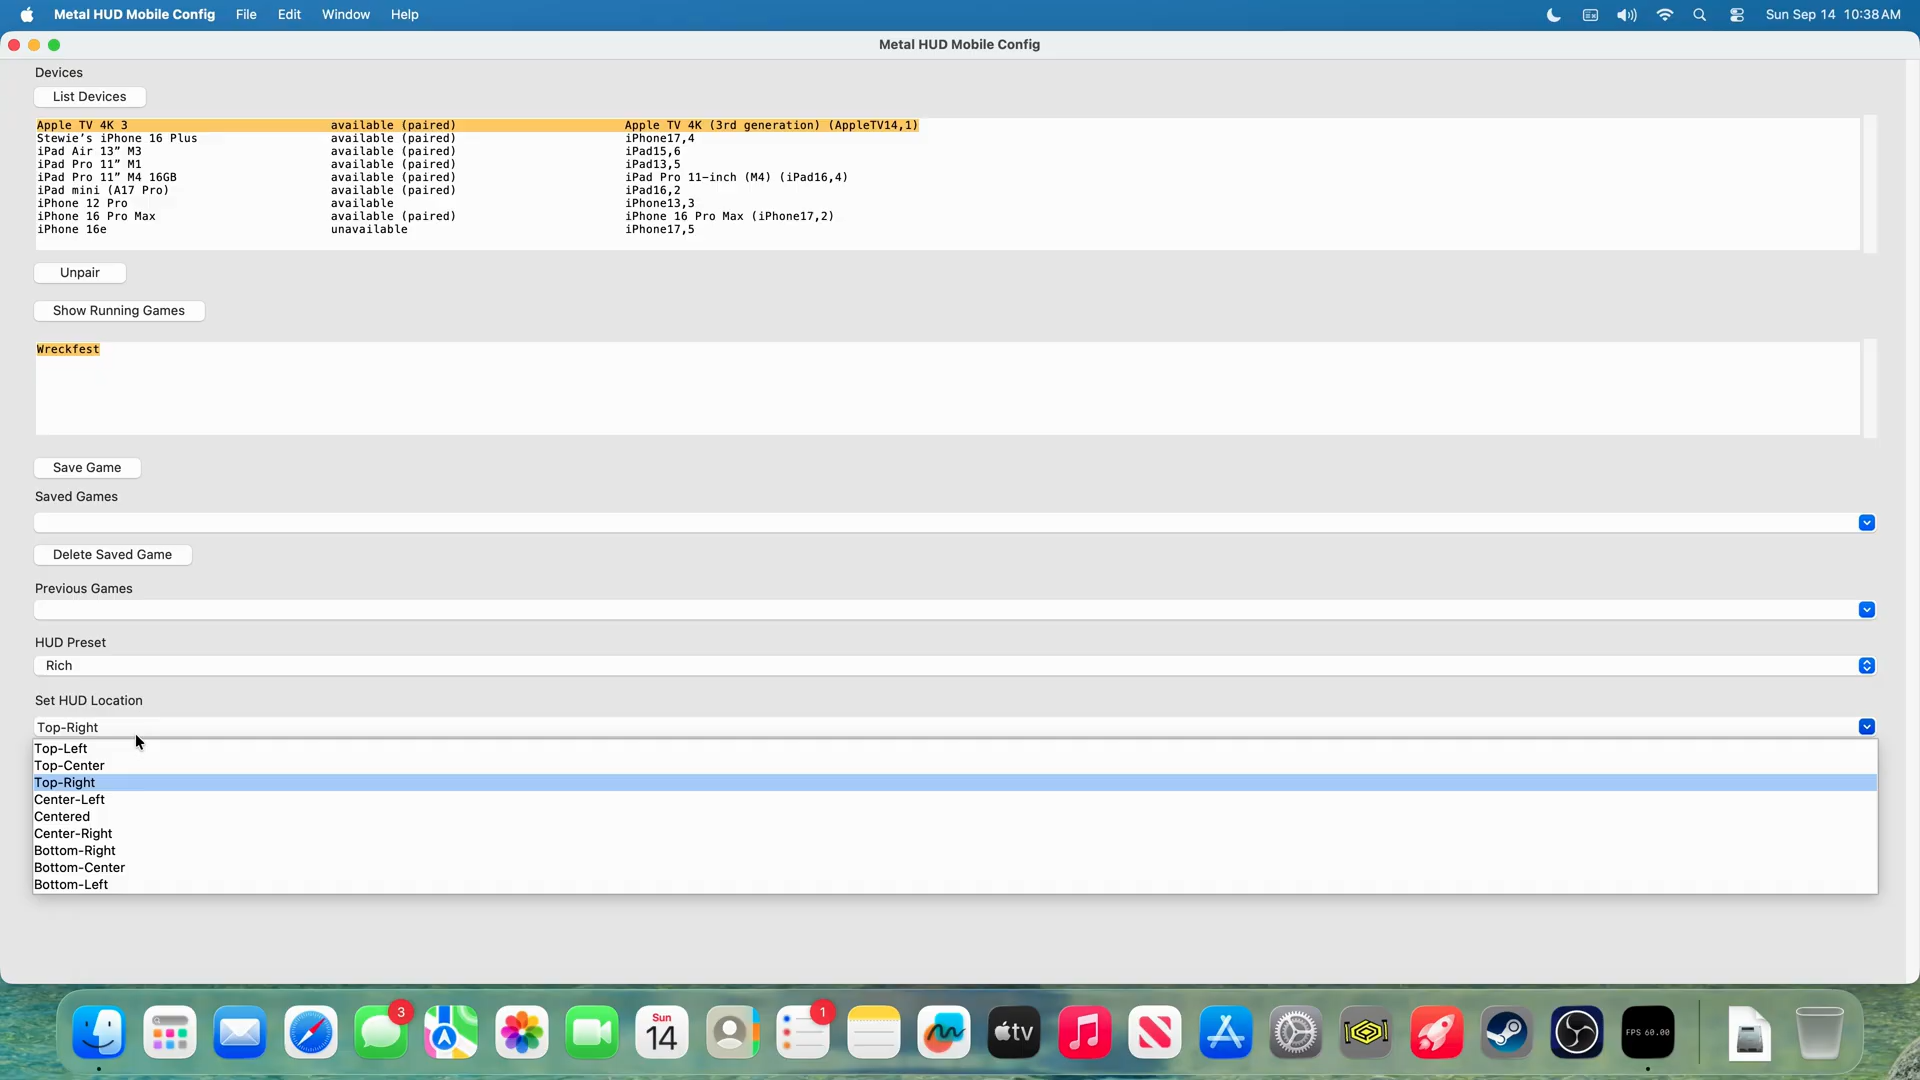 Metal HUD Mobile Config File Edit Window Help Sun Sep 14 10:38 AM
Metal HUD Mobile Config
Devices
List Devices
Apple TV 4K 3 available (paired) Apple TV 4K (3rd generation) (AppleTV14,1)
Stewie’s iPhone 16 Plus available (paired) iPhone17,4
iPad Air 13” M3 available (paired) iPad15,6
iPad Pro 11” M1 available (paired) iPad13,5
iPad Pro 11” M4 16GB available (paired) iPad Pro 11-inch (M4) (iPad16,4)
iPad mini (A17 Pro) available (paired) iPad16,2
iPhone 12 Pro available iPhone13,3
iPhone 16 Pro Max available (paired) iPhone 16 Pro Max (iPhone17,2)
iPhone 16e unavailable iPhone17,5
Unpair
Show Running Games
Wreckfest
Save Game
Saved Games
Delete Saved Game
Previous Games
HUD Preset
Rich
Set HUD Location
Top-Right
Top-Left
Top-Center
Top-Right
Center-Left
Centered
Center-Right
Bottom-Right
Bottom-Center
Bottom-Left
3
1
Sun
14
tv
FPS 60.00